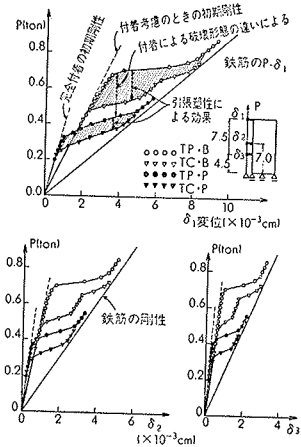 P(ton)
付着考慮のときの初期剛性
付着による破壊形態の違いによる
完全付着の初期剛性
鉄筋のP-δ1
引張塑性による効果
TP・B
TC・B
TP・P
TC・P
P
δ1
δ2
δ3
7.5
4.5
7.0
0.8
0.6
0.4
0.2
0.0
0 2 4 6 8 10
δ1変位(×10⁻³cm)
P(ton)
0.8
0.6
0.4
0.2
0
鉄筋の剛性
0 2 4 6 δ2
(×10⁻³cm)
P(ton)
0.8
0.6
0.4
0.2
0
0 2 4 δ3